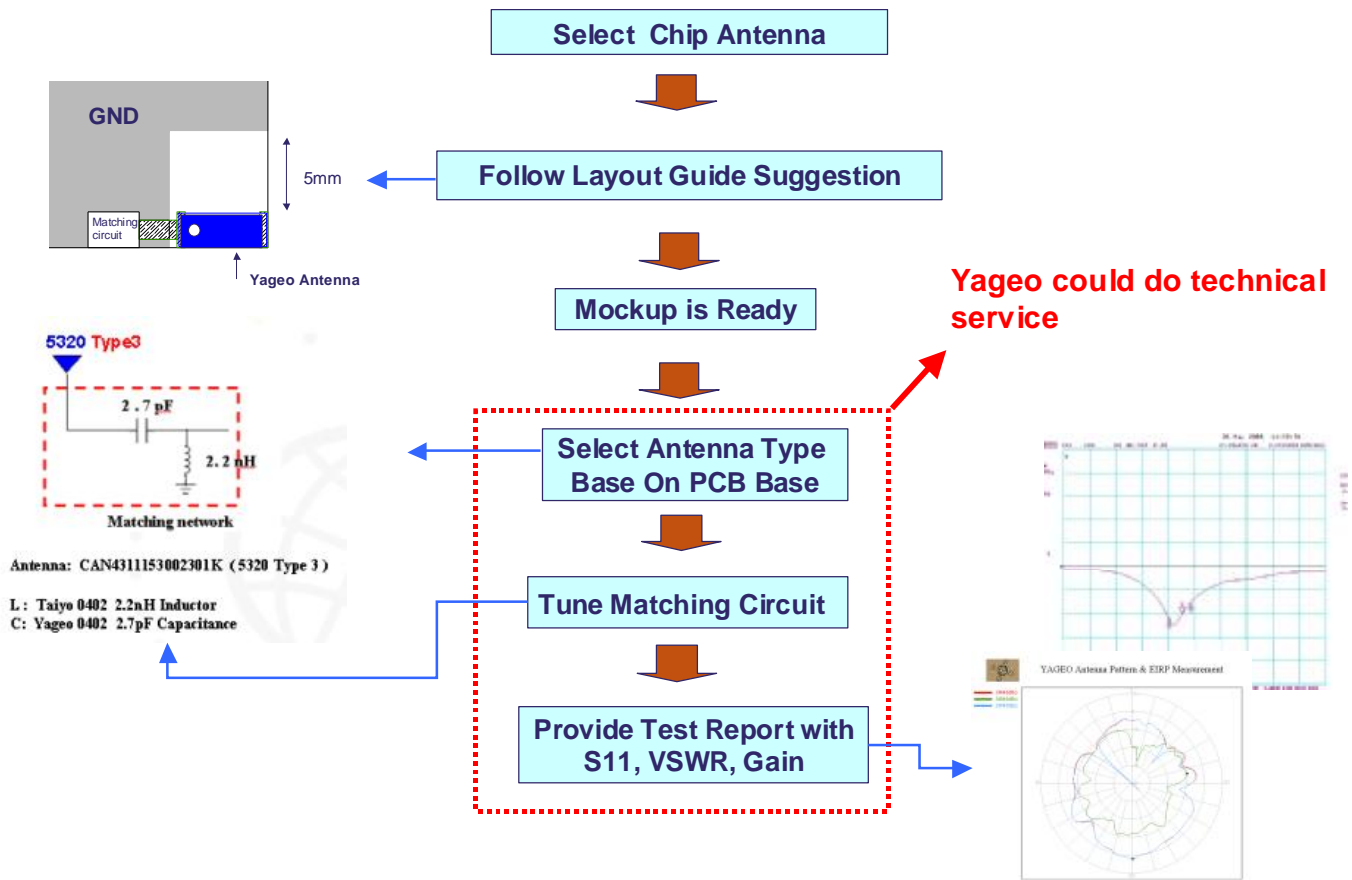 Select Chip Antenna
GND
5mm
Follow Layout Guide Suggestion
Matching
circuit
Yageo Antenna
Mockup is Ready
Yageo could do technical
service
5320 Type3
2.7 pF
2.2 nH
Matching network
Select Antenna Type
Base On PCB Base
Antenna: CAN4311153002301K ( 5320 Type 3 )
L : Taiyo 0402 2.2nH Inductor
C: Yageo 0402 2.7pF Capacitance
Tune Matching Circuit
Provide Test Report with
S11, VSWR, Gain
YAGEO Antenna Pattern & EIRP Measurement